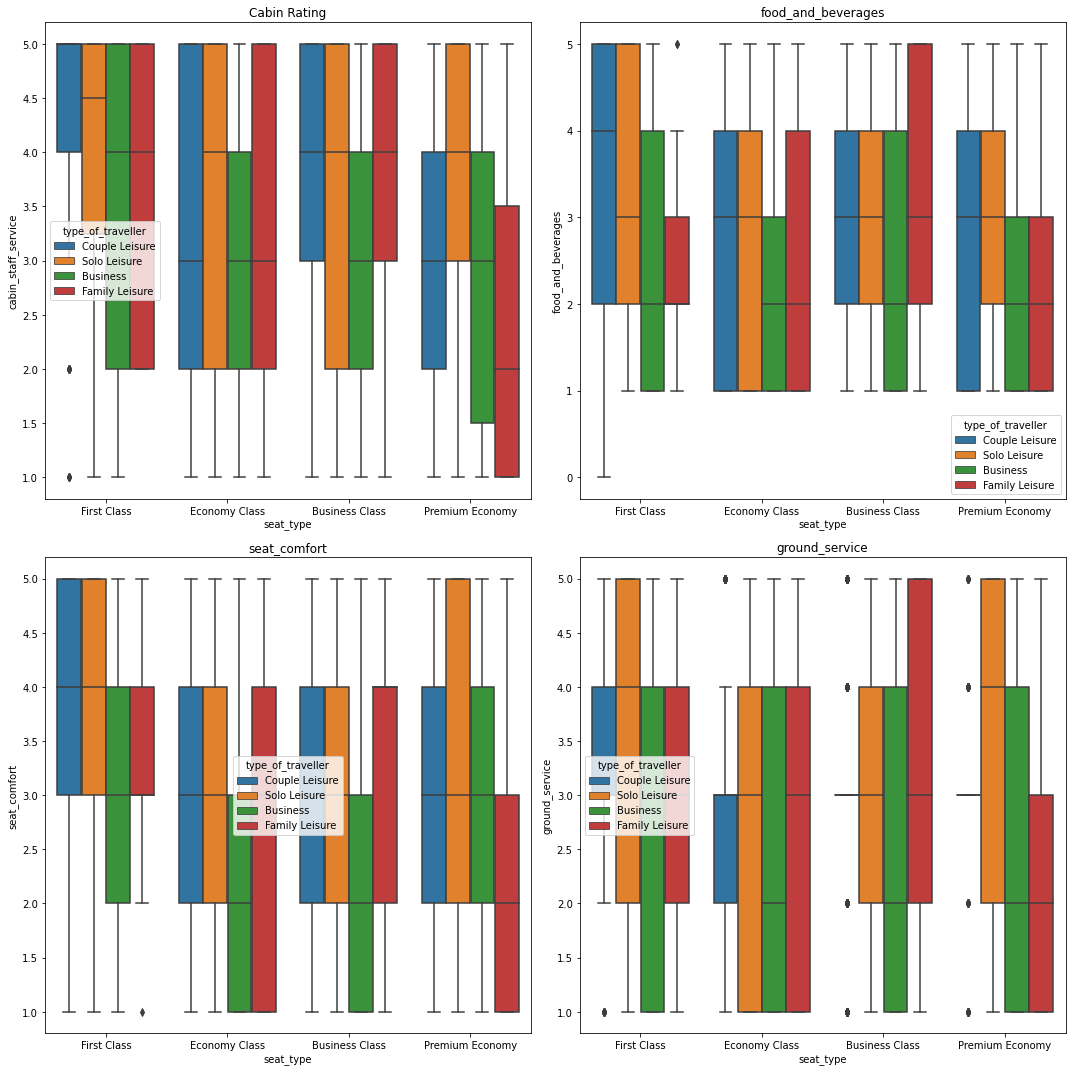 Cabin Rating
5.0
4.5
4.0
3.5
3.0
2.5
2.0
1.5
1.0
cabin_staff_service
type_of_traveller
Couple Leisure
Solo Leisure
Business
Family Leisure
First Class
Economy Class
Business Class
Premium Economy
seat_type
food_and_beverages
5
4
3
2
1
0
food_and_beverages
type_of_traveller
Couple Leisure
Solo Leisure
Business
Family Leisure
First Class
Economy Class
Business Class
Premium Economy
seat_type
seat_comfort
5.0
4.5
4.0
3.5
3.0
2.5
2.0
1.5
1.0
seat_comfort
type_of_traveller
Couple Leisure
Solo Leisure
Business
Family Leisure
First Class
Economy Class
Business Class
Premium Economy
seat_type
ground_service
5.0
4.5
4.0
3.5
3.0
2.5
2.0
1.5
1.0
ground_service
type_of_traveller
Couple Leisure
Solo Leisure
Business
Family Leisure
First Class
Economy Class
Business Class
Premium Economy
seat_type